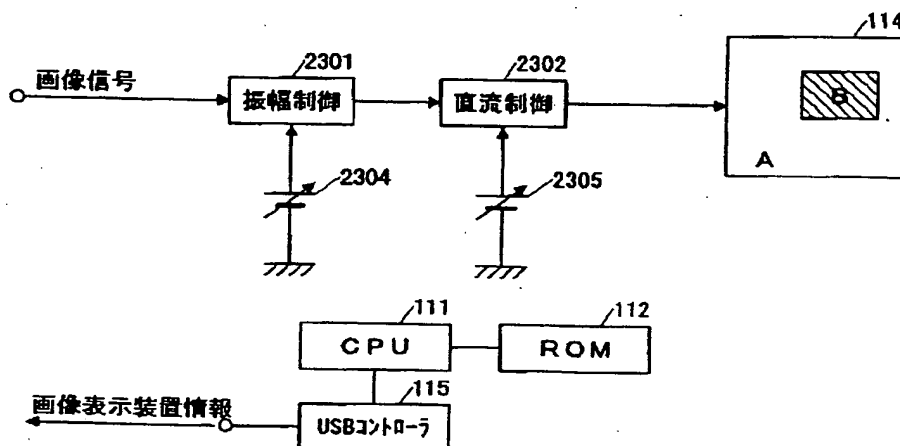 114
2301
2302
画像信号
振幅制御
直流制御
B
A
2304
2305
111
112
CPU
ROM
115
画像表示装置情報
USBコントローラ